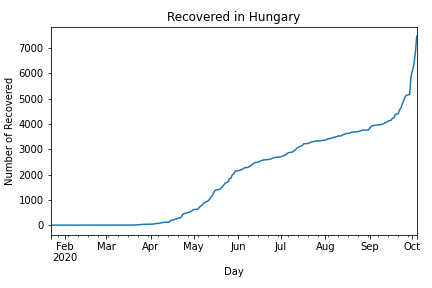 Recovered in Hungary
Number of Recovered
7000
6000
5000
4000
3000
2000
1000
0
Feb
2020
Mar
Apr
May
Jun
Jul
Aug
Sep
Oct
Day